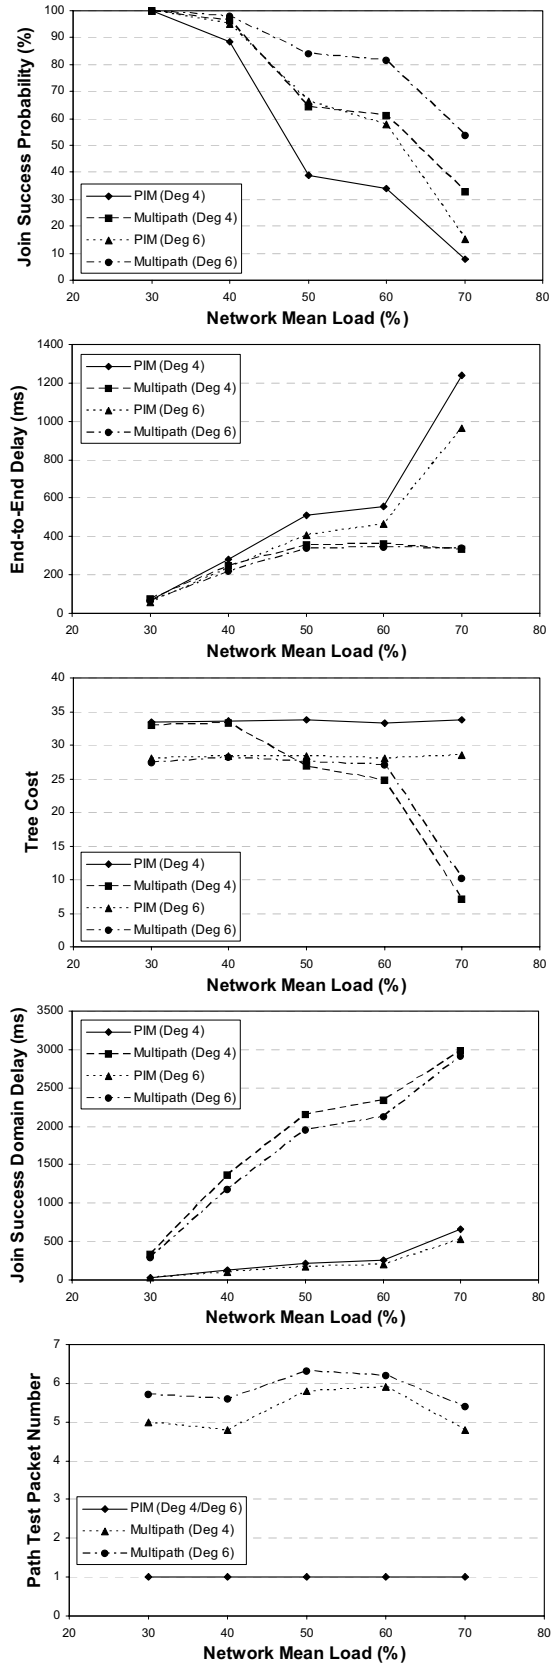 Join Success Probability (%)
100
90
80
70
60
50
40
30
20
10
0
PIM (Deg 4)
Multipath (Deg 4)
PIM (Deg 6)
Multipath (Deg 6)
20 30 40 50 60 70 80
Network Mean Load (%)
End-to-End Delay (ms)
1400
1200
1000
800
600
400
200
0
PIM (Deg 4)
Multipath (Deg 4)
PIM (Deg 6)
Multipath (Deg 6)
20 30 40 50 60 70 80
Network Mean Load (%)
Tree Cost
40
35
30
25
20
15
10
5
0
PIM (Deg 4)
Multipath (Deg 4)
PIM (Deg 6)
Multipath (Deg 6)
20 30 40 50 60 70 80
Network Mean Load (%)
Join Success Domain Delay (ms)
3500
3000
2500
2000
1500
1000
500
0
PIM (Deg 4)
Multipath (Deg 4)
PIM (Deg 6)
Multipath (Deg 6)
20 30 40 50 60 70 80
Network Mean Load (%)
Path Test Packet Number
7
6
5
4
3
2
1
0
PIM (Deg 4/Deg 6)
Multipath (Deg 4)
Multipath (Deg 6)
20 30 40 50 60 70 80
Network Mean Load (%)